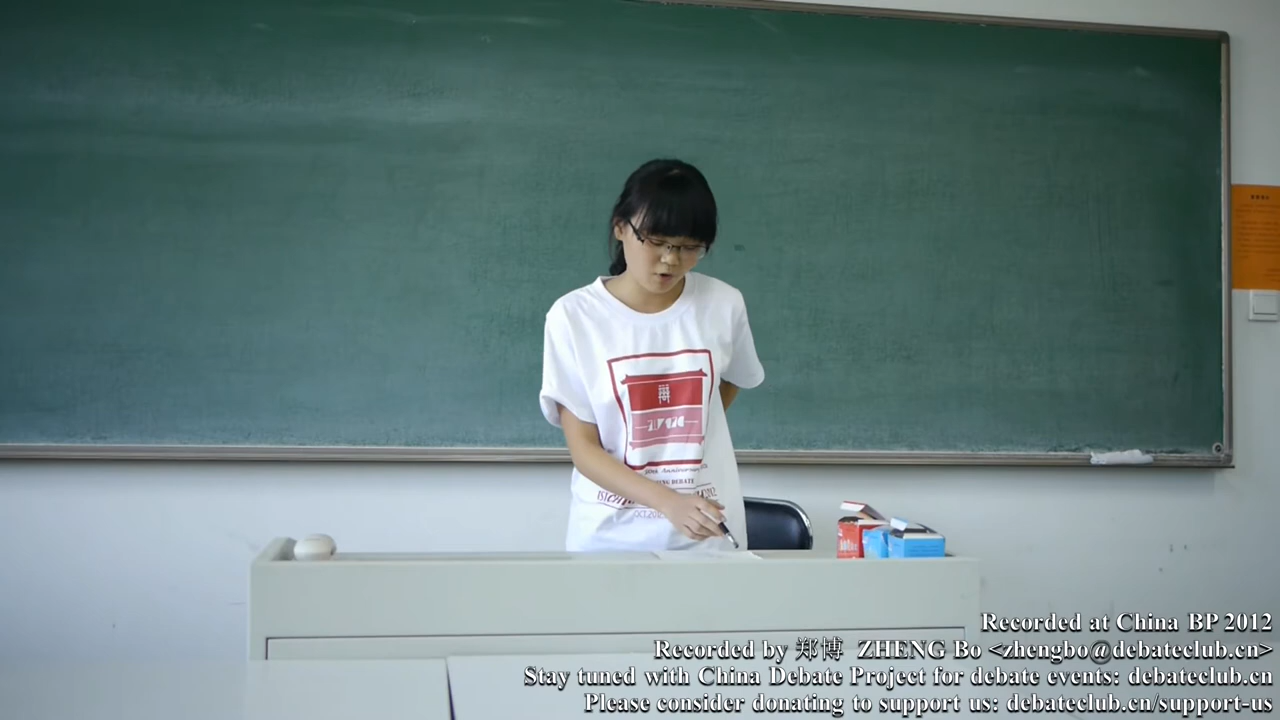 辩
Recorded at China BP 2012
Recorded by 郑博 ZHENG Bo <zhengbo@debateclub.cn>
Stay tuned with China Debate Project for debate events: debateclub.cn
Please consider donating to support us: debateclub.cn/support-us